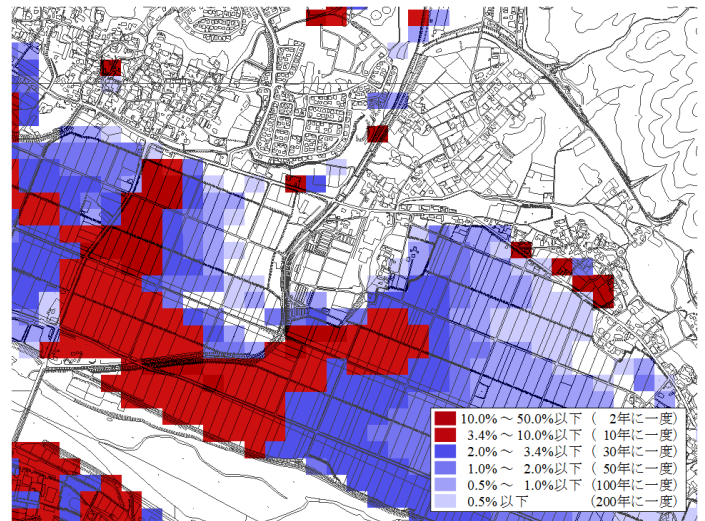 10.0%～50.0%以下 ( 2年に一度)
3.4%～10.0%以下 ( 10年に一度)
2.0%～ 3.4%以下 ( 30年に一度)
1.0%～ 2.0%以下 ( 50年に一度)
0.5%～ 1.0%以下 (100年に一度)
0.5%以下 (200年に一度)